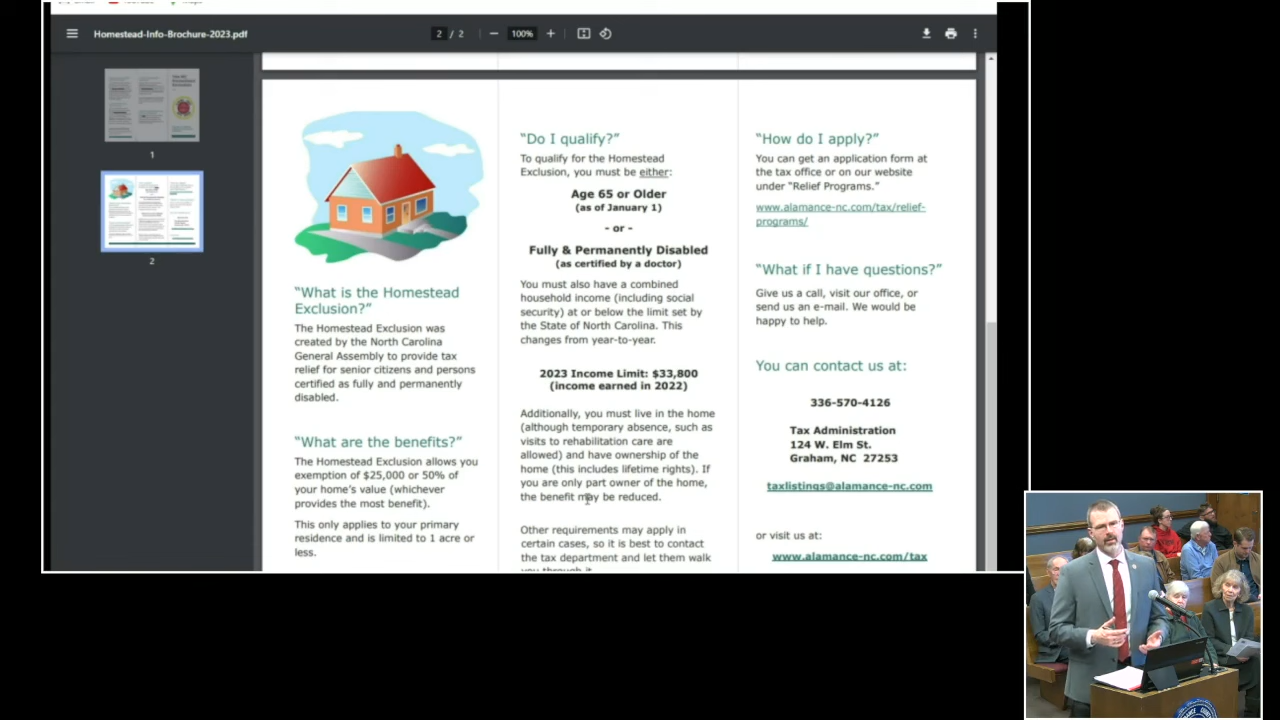 Homestead-Info-Brochure-2023.pdf
2 / 2
100%
1
2
"What is the Homestead
Exclusion?"
The Homestead Exclusion was
created by the North Carolina
General Assembly to provide tax
relief for senior citizens and persons
certified as fully and permanently
disabled.
"What are the benefits?"
The Homestead Exclusion allows you
exemption of $25,000 or 50% of
your home's value (whichever
provides the most benefit).
This only applies to your primary
residence and is limited to 1 acre or
less.
"Do I qualify?"
To qualify for the Homestead
Exclusion, you must be either:
Age 65 or Older
(as of January 1)
- or -
Fully & Permanently Disabled
(as certified by a doctor)
You must also have a combined
household income (including social
security) at or below the limit set by
the State of North Carolina. This
changes from year-to-year.
2023 Income Limit: $33,800
(income earned in 2022)
Additionally, you must live in the home
(although temporary absence, such as
visits to rehabilitation care are
allowed) and have ownership of the
home (this includes lifetime rights). If
you are only part owner of the home,
the benefit may be reduced.
Other requirements may apply in
certain cases, so it is best to contact
the tax department and let them walk
you through it.
"How do I apply?"
You can get an application form at
the tax office or on our website
under "Relief Programs."
www.alamance-nc.com/tax/relief-
programs/
"What if I have questions?"
Give us a call, visit our office, or
send us an e-mail. We would be
happy to help.
You can contact us at:
336-570-4126
Tax Administration
124 W. Elm St.
Graham, NC 27253
taxlistings@alamance-nc.com
or visit us at:
www.alamance-nc.com/tax